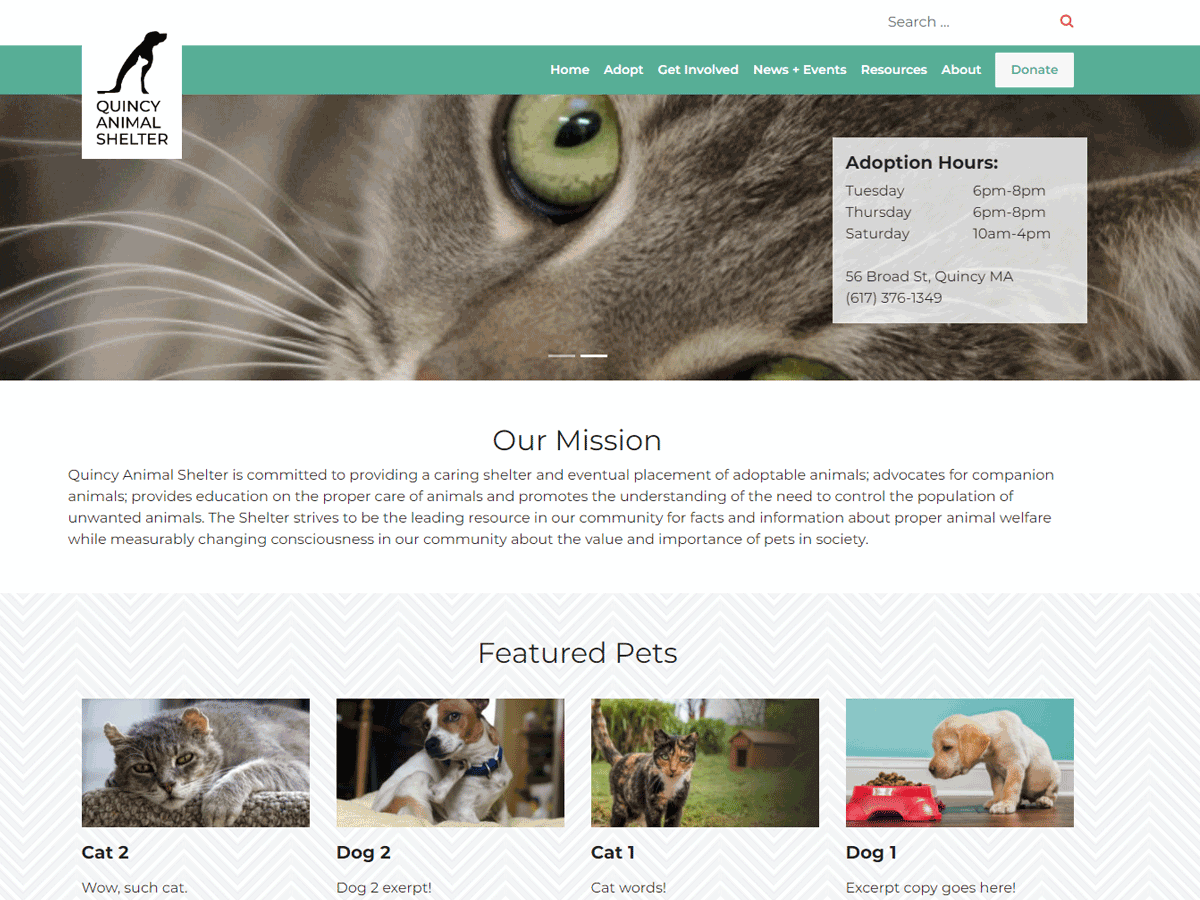 Search ...
QUINCY
ANIMAL
SHELTER
Home Adopt Get Involved News + Events Resources About Donate
Adoption Hours:
Tuesday 6pm-8pm
Thursday 6pm-8pm
Saturday 10am-4pm
56 Broad St, Quincy MA
(617) 376-1349
Our Mission
Quincy Animal Shelter is committed to providing a caring shelter and eventual placement of adoptable animals; advocates for companion
animals; provides education on the proper care of animals and promotes the understanding of the need to control the population of
unwanted animals. The Shelter strives to be the leading resource in our community for facts and information about proper animal welfare
while measurably changing consciousness in our community about the value and importance of pets in society.
Featured Pets
Cat 2
Wow, such cat.
Dog 2
Dog 2 exerpt!
Cat 1
Cat words!
Dog 1
Excerpt copy goes here!